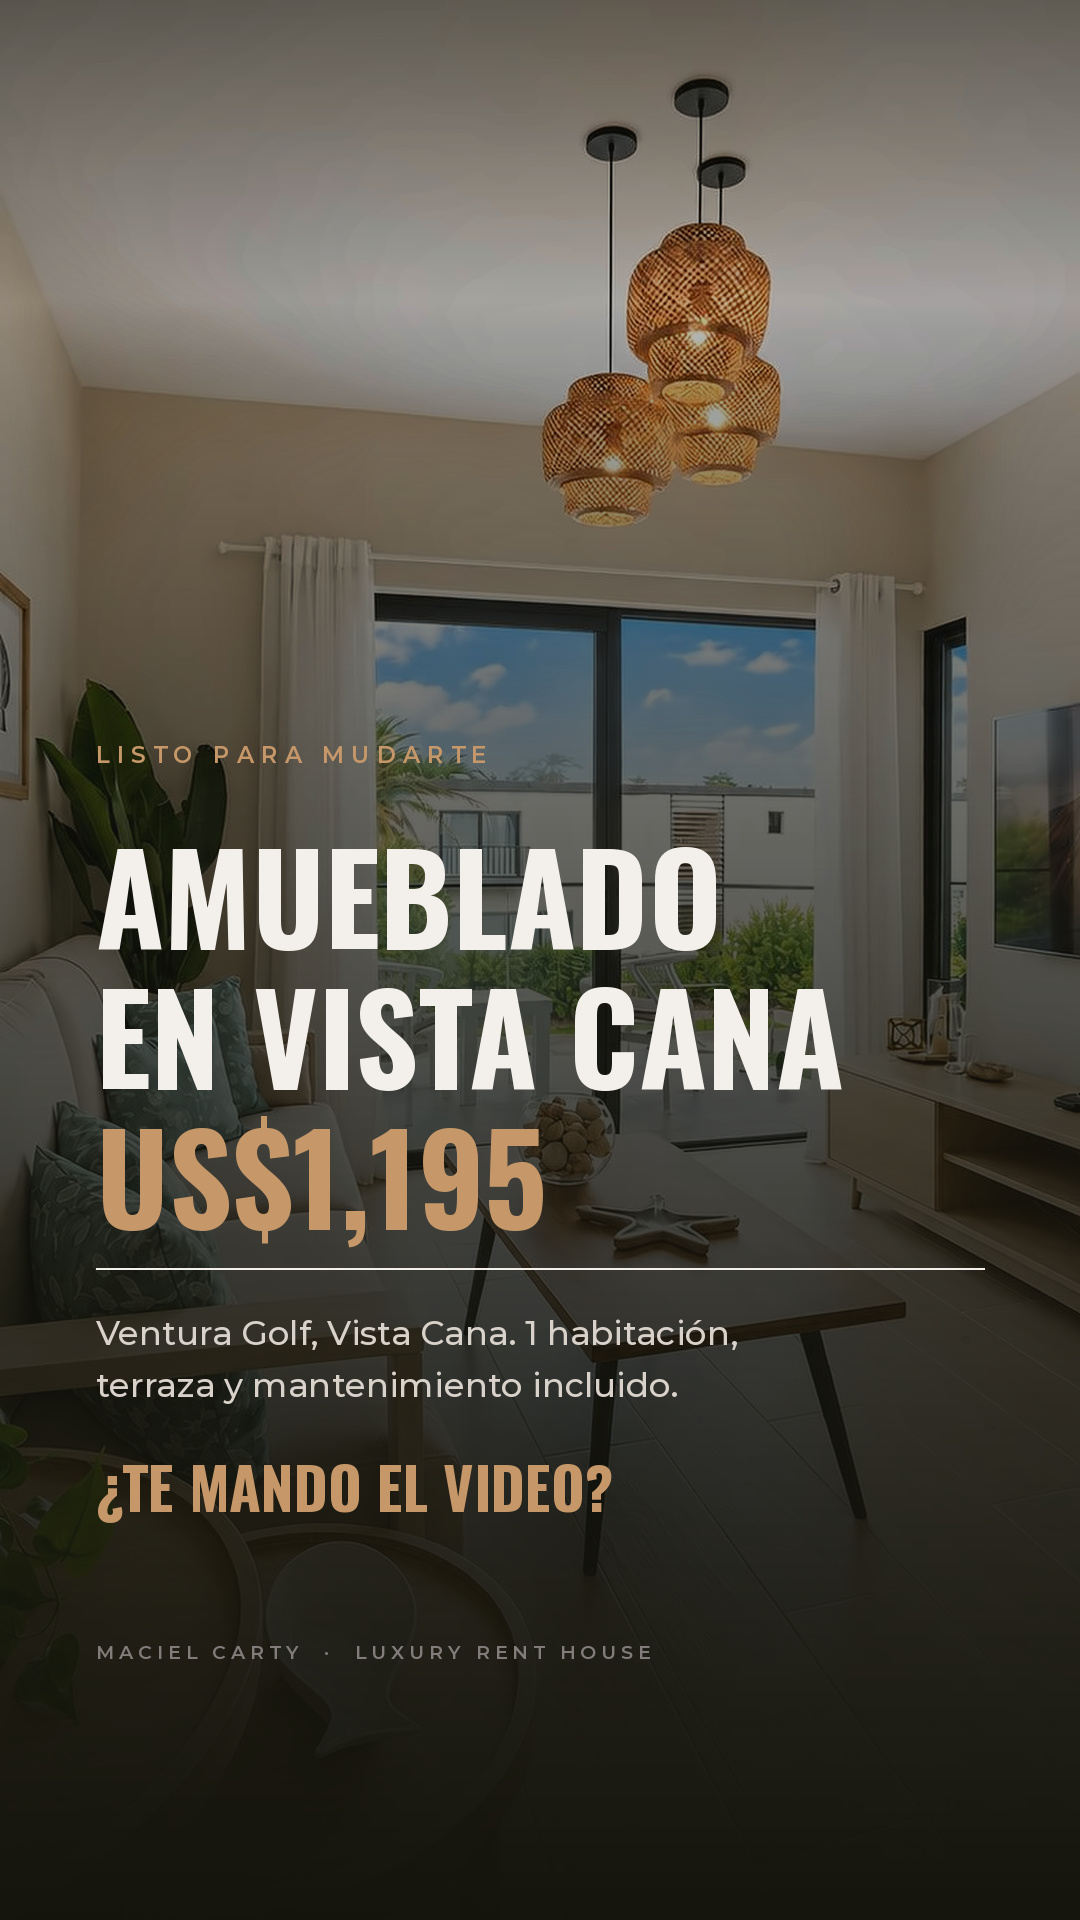 LISTO PARA MUDARTE
AMUEBLADO
EN VISTA CANA
US$1,195
Ventura Golf, Vista Cana. 1 habitación,
terraza y mantenimiento incluido.
¿TE MANDO EL VIDEO?
MACIEL CARTY · LUXURY RENT HOUSE